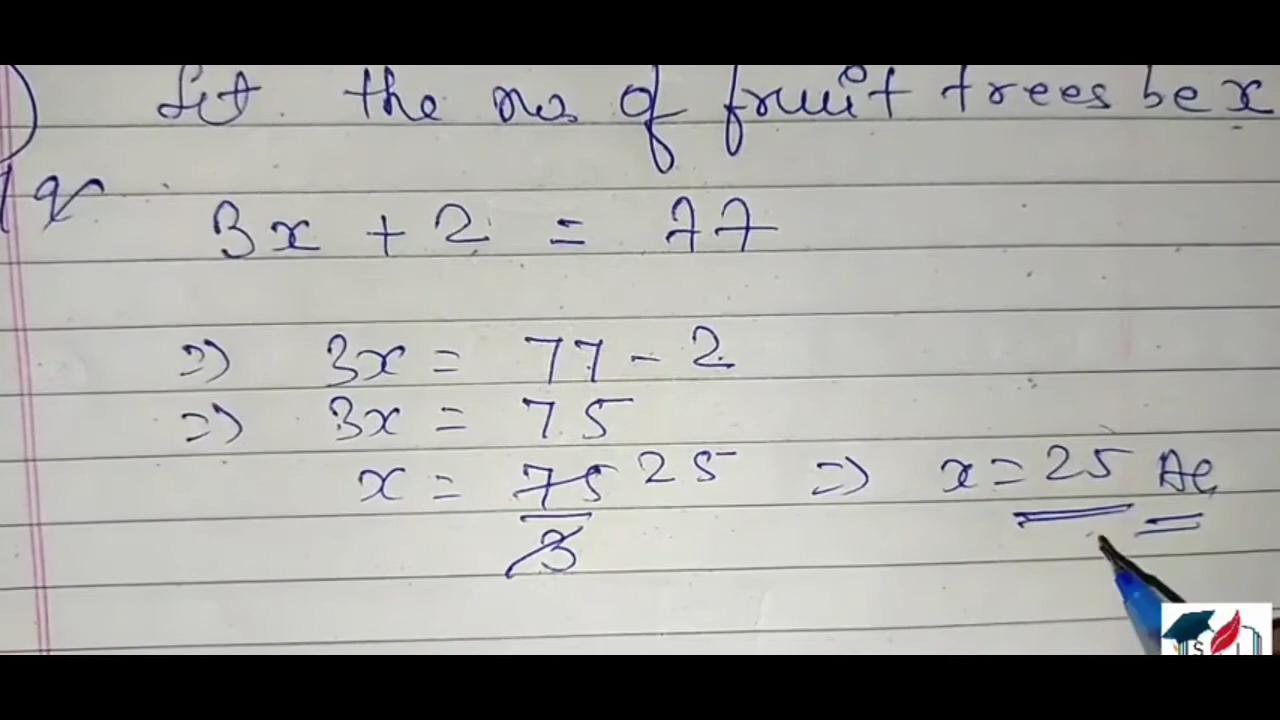 Let the no. of fruit trees be x
3x + 2 = 77
=> 3x = 77 - 2
=> 3x = 75
x = 75/3 25 => x = 25